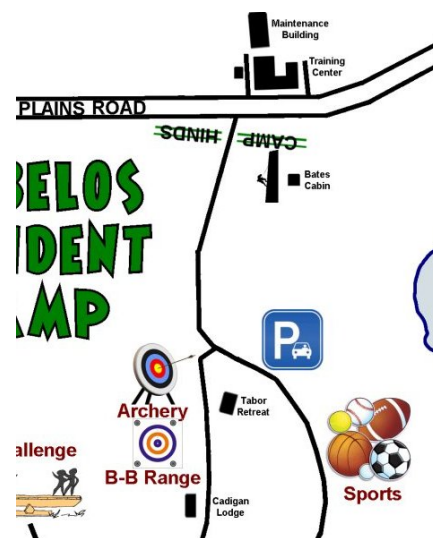 Maintenance
Building
Training
Center
PLAINS ROAD
HINDS
CAMP
Bates
Cabin
BELOS
IDENT
AMP
P
Archery
Tabor
Retreat
allenge
B-B Range
Sports
Cadigan
Lodge